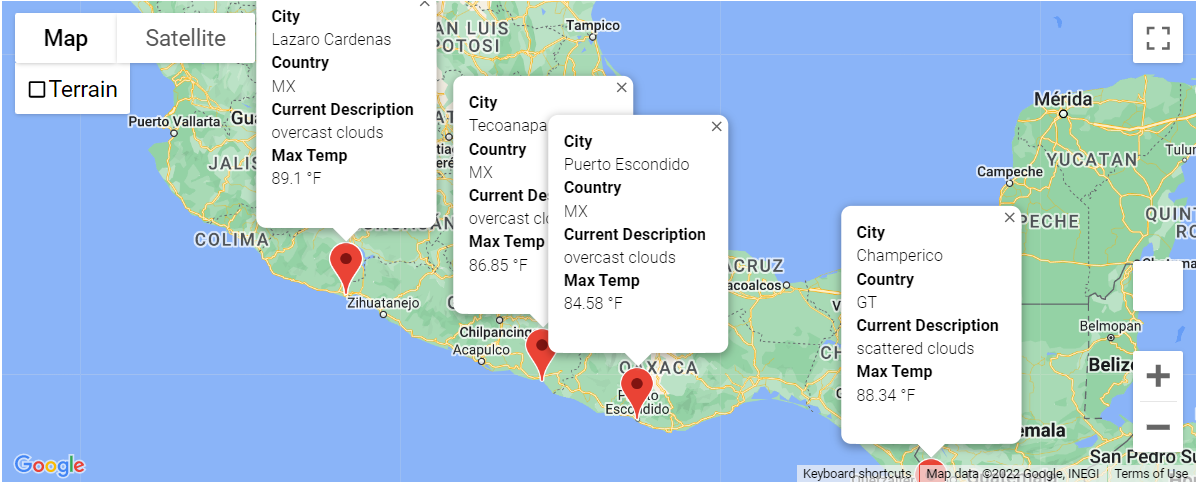 Map
Satellite
Terrain
City
Lazaro Cardenas
Country
MX
Current Description
overcast clouds
Max Temp
89.1 °F
City
Tecoanapa
Country
MX
Current Des
overcast clo
Max Temp
86.85 °F
City
Puerto Escondido
Country
MX
Current Description
overcast clouds
Max Temp
84.58 °F
City
Champerico
Country
GT
Current Description
scattered clouds
Max Temp
88.34 °F
AN LUIS
POTOSI
Tampico
Puerto Vallarta
Gua
JALIS
COLIMA
Zihuatanejo
Chilpancing
Acapulco
OAXACA
Escondido
ACRUZ
acoalcos
CH
Mérida
YUCATAN
Campeche
PECHE
Tulum
QUINT
Belmopan
Beliz
emala
San Pedro Su
Google
Keyboard shortcuts
Map data ©2022 Google, INEGI
Terms of Use